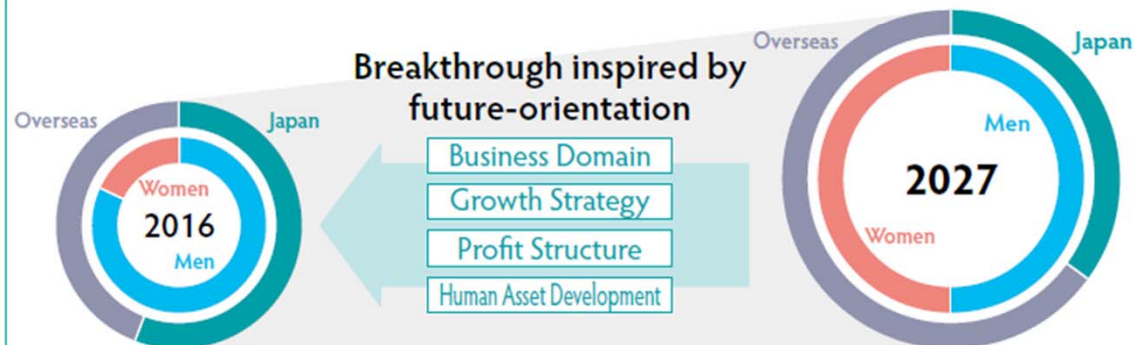 Breakthrough inspired by
future-orientation
Overseas
Japan
Women
2016
Men
Business Domain
Growth Strategy
Profit Structure
Human Asset Development
Overseas
Japan
Men
2027
Women